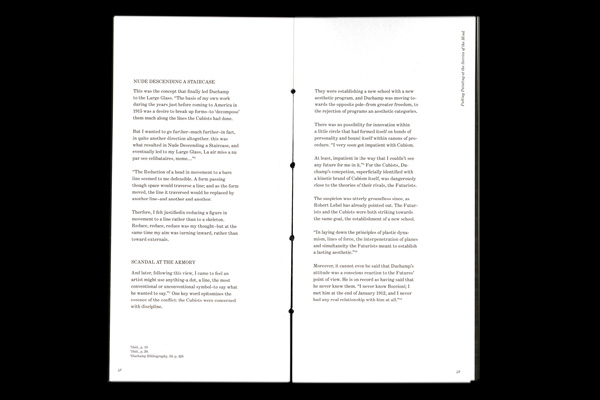 NUDE DESCENDING A STAIRCASE
This was the concept that finally led Duchamp
to the Large Glass. "The basis of my own work
during the years just before coming to America in
1915 was a desire to break up forms–to 'decompose'
them much along the lines the Cubists had done.
But I wanted to go further–much further–in fact,
in quite another direction altogether. this was
what resulted in Nude Descending a Staircase, and
eventually led to my Large Glass, La
par ses célibataires, meme..."
"The Reduction of a head in movement to a bare
line seemed to me defensible. A form passing
though space would traverse a line; and as the form
moved, the line it traversed would be replaced by
another line–and another and another.
Therefore, I felt justifiedin reducing a figure in
movement to a line rather than to a skeleton.
Reduce, reduce, reduce was my thought–but at the
same time my aim was turning inward, rather than
toward externals.
SCANDAL AT THE ARMORY
And later, following this view, I came to feel an
artist might use anything–a dot, a line, the most
conventional or unconventional symbol–to say what
he wanted to say." One key word epitomizes the
essence of the conflict: the Cubists were concerned
with discipline.
Ibid., p.
Ibid., p.
Duchamp Bibliography,
Putting Painting at the Service of the Mind
They were establishing a new school with a new
aesthetic program, and Duchamp was moving to-
wards the opposite pole–from greater freedom, to
the rejection of programs an aesthetic categories.
There was no possibility for innovation within
a little circle that had formed itself on bonds of
personality and bound itself within canons of pro-
cedure. "I very soon got impatient with Cubism.
At least, impatient in the way that I couldn't see
any future for me in it." For the Cubists, Du-
champ's conception, superficially identified with
a kinetic brand of Cubism itself, was dangerously
close to the theories of their rivals, the Futurists.
The suspicion was utterly groundless since, as
Robert Lebel has already pointed out. The Futur-
ists and the Cubists were both striking towards
the same goal, the establishment of a new school.
"In laying down the principles of plastic dyna-
mism, lines of force, the interpenetration of planes
and simultaneity the Futurists meant to establish
a lasting aesthetic."
Moreover, it cannot even be said that Duchamp's
attitude was a conscious reaction to the Futures'
point of view. He is on record as having said that
he never knew them. "I never knew Boccioni; I
met him at the end of January 1912, and I never
had any real relationship with him at all."